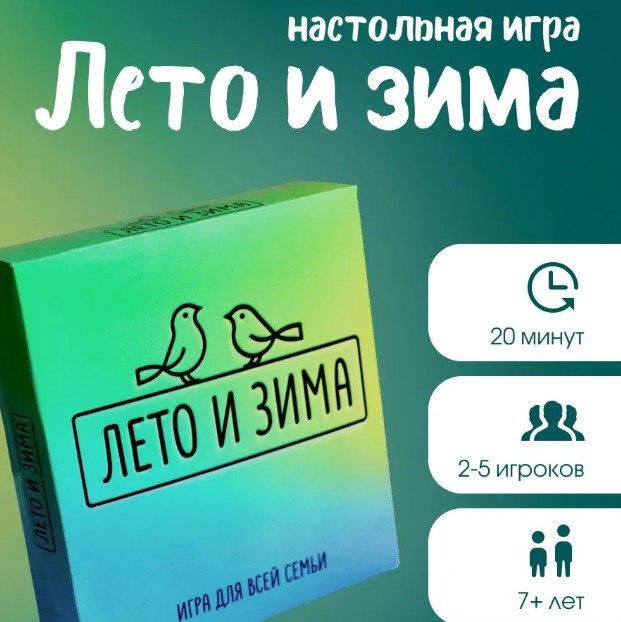 настольная игра
Лето и зима
ЛЕТО И ЗИМА
ЛЕТО И ЗИМА
ЛЕТО И ЗИМА
ИГРА ДЛЯ ВСЕЙ СЕМЬИ
20 минут
2-5 игроков
7+ лет